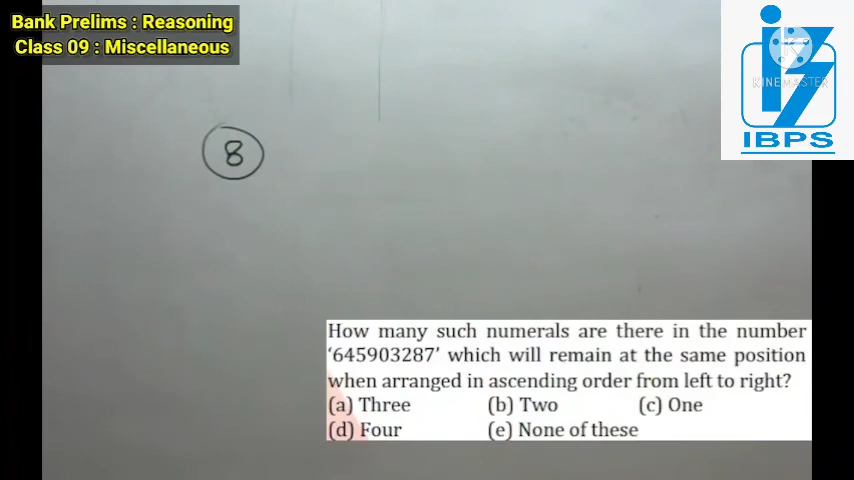 Bank Prelims : Reasoning
Class 09 : Miscellaneous
KINEMASTER
IBPS
8
How many such numerals are there in the number
‘645903287’ which will remain at the same position
when arranged in ascending order from left to right?
(a) Three (b) Two (c) One
(d) Four (e) None of these